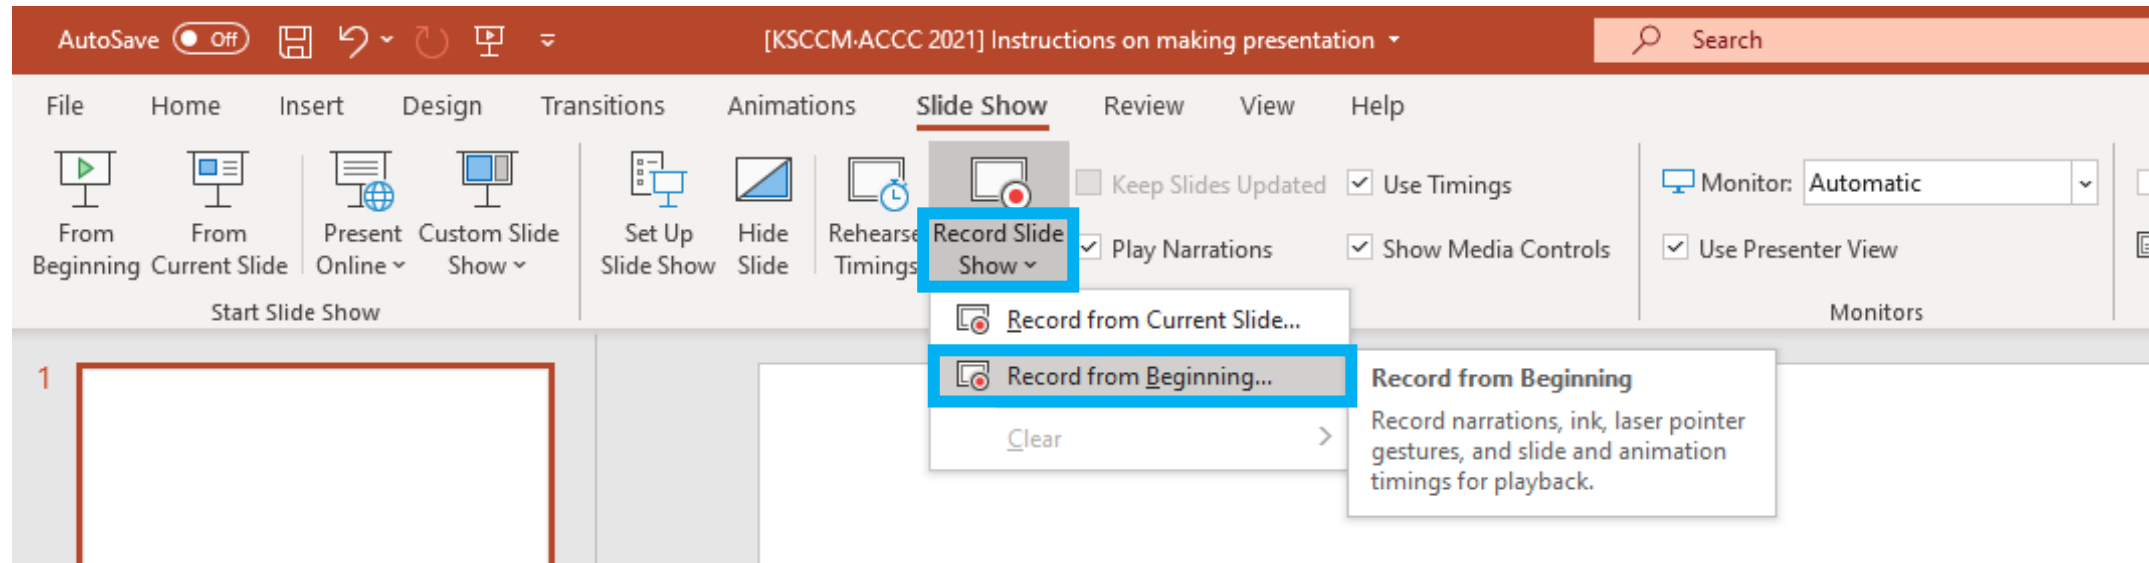 AutoSave Off [KSCCM·ACCC 2021] Instructions on making presentation Search
File Home Insert Design Transitions Animations Slide Show Review View Help
From Beginning
From Current Slide
Present Online
Custom Slide Show
Start Slide Show
Set Up Slide Show
Hide Slide
Rehearse Timings
Record Slide Show
Keep Slides Updated
Play Narrations
Use Timings
Show Media Controls
Monitor: Automatic
Use Presenter View
Monitors
Record from Current Slide...
Record from Beginning...
Clear
Record from Beginning
Record narrations, ink, laser pointer
gestures, and slide and animation
timings for playback.
1